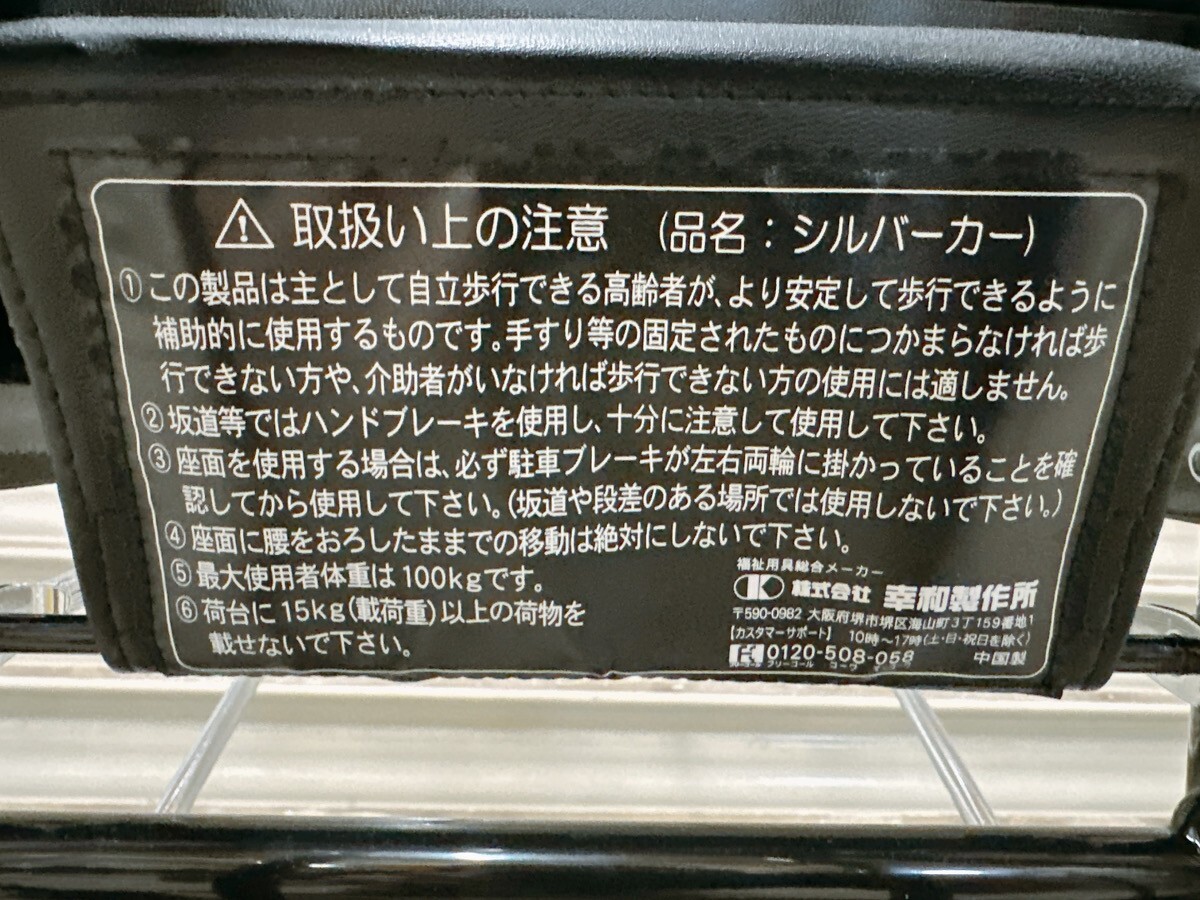 ⚠ 取扱い上の注意 (品名：シルバーカー)
①この製品は主として自立歩行できる高齢者が、より安定して歩行できるように
補助的に使用するものです。手すり等の固定されたものにつかまらなければ歩
行できない方や、介助者がいなければ歩行できない方の使用には適しません。
②坂道等ではハンドブレーキを使用し、十分に注意して使用して下さい。
③座面を使用する場合は、必ず駐車ブレーキが左右両輪に掛かっていることを確
認してから使用して下さい。(坂道や段差のある場所では使用しないで下さい。)
④座面に腰をおろしたままでの移動は絶対にしないで下さい。
⑤最大使用者体重は100kgです。
⑥荷台に15kg(載荷重)以上の荷物を
載せないで下さい。
福祉用具総合メーカー
株式会社 幸和製作所
〒590-0982 大阪府堺市堺区海山町3丁159番地1
【カスタマーサポート】 10時〜17時(土・日・祝日を除く)
0120-508-058 中国製
フリーコール フリーコール コーワ